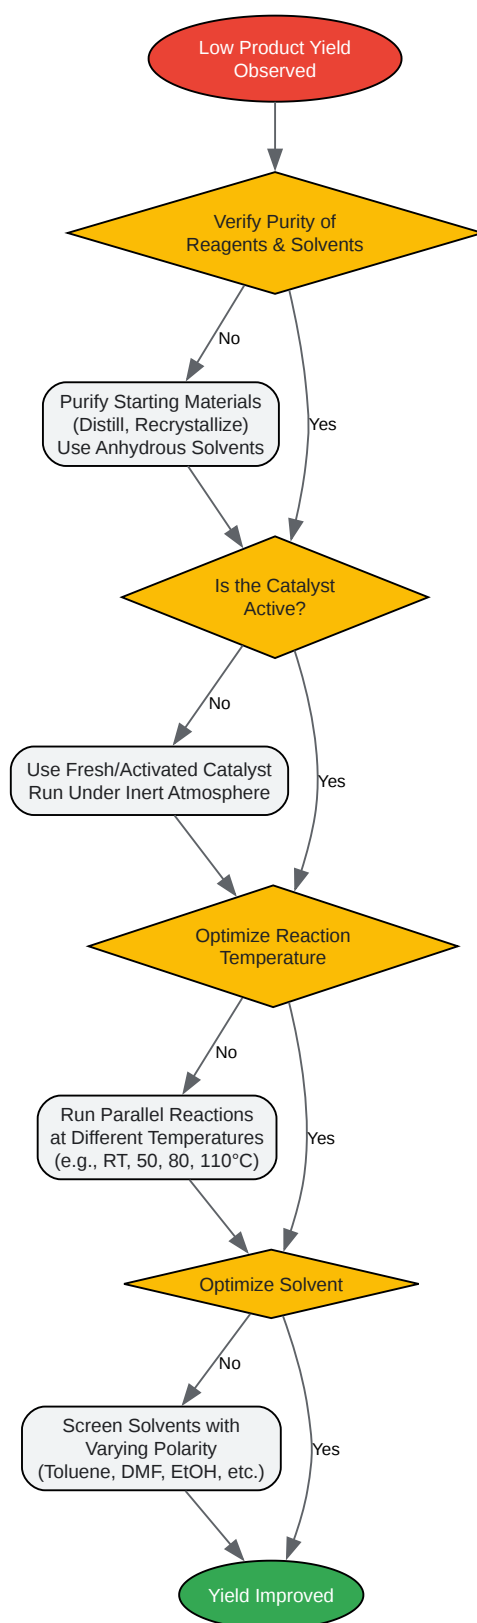 Low Product Yield
Observed
Verify Purity of
Reagents & Solvents
No
Yes
Purify Starting Materials
(Distill, Recrystallize)
Use Anhydrous Solvents
Is the Catalyst
Active?
No
Yes
Use Fresh/Activated Catalyst
Run Under Inert Atmosphere
Optimize Reaction
Temperature
No
Yes
Run Parallel Reactions
at Different Temperatures
(e.g., RT, 50, 80, 110°C)
Optimize Solvent
No
Yes
Screen Solvents with
Varying Polarity
(Toluene, DMF, EtOH, etc.)
Yield Improved